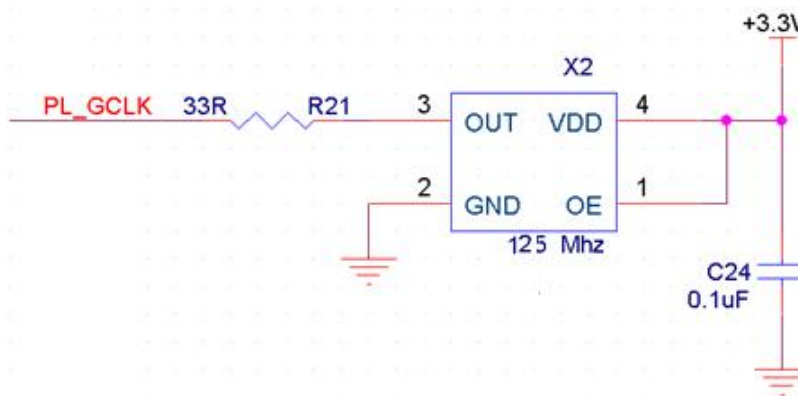 +3.3V
X2
PL_GCLK 33R R21 3 OUT VDD 4
2 GND OE 1
125 Mhz
C24
0.1uF